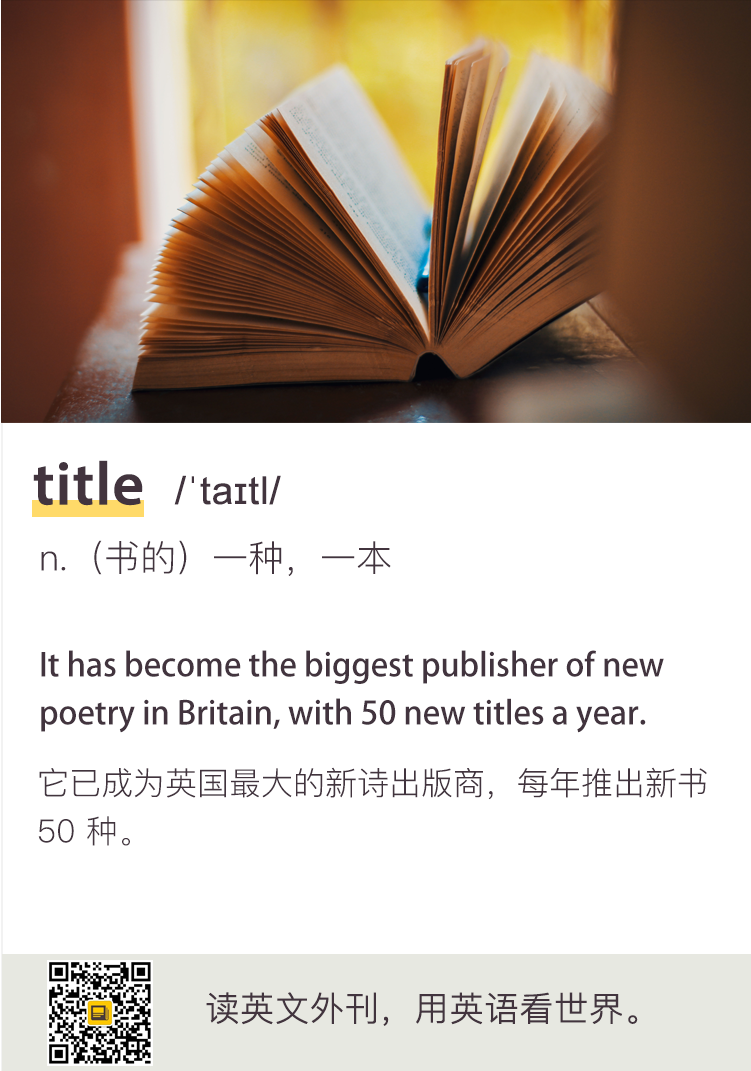 title /ˈtaɪtl/
n.（书的）一种，一本
It has become the biggest publisher of new
poetry in Britain, with 50 new titles a year.
它已成为英国最大的新诗出版商，每年推出新书
50 种。
读英文外刊，用英语看世界。